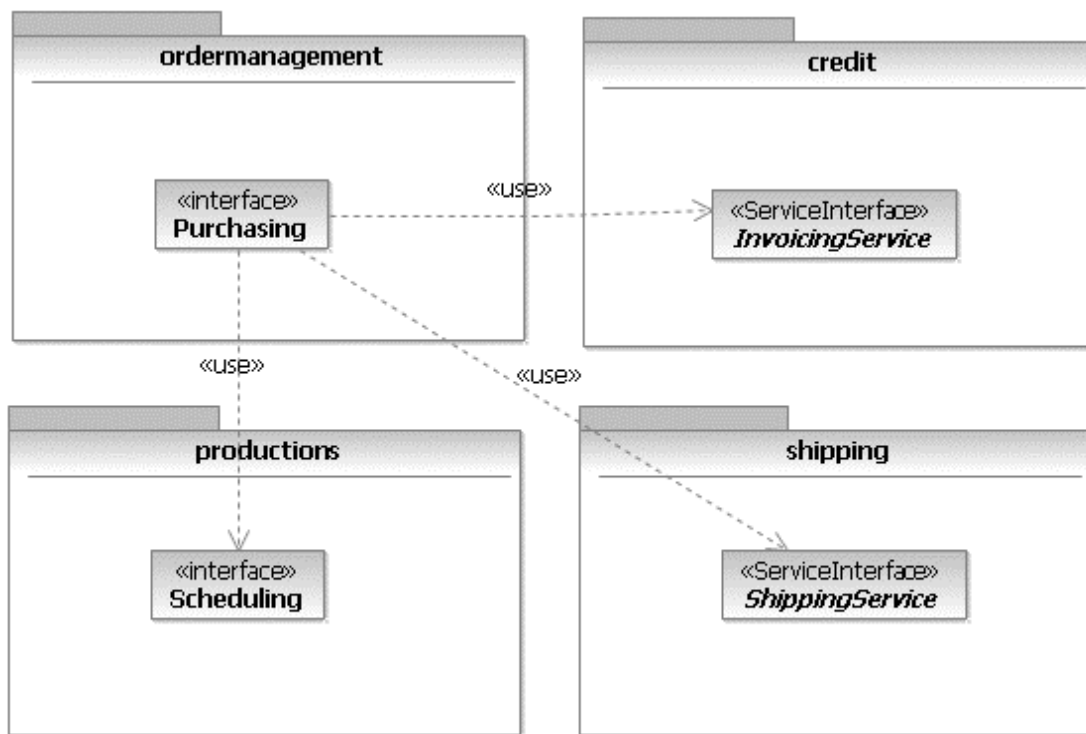 ordermanagement
credit
«interface»
Purchasing
«use»
«ServiceInterface»
InvoicingService
«use»
«use»
productions
shipping
«interface»
Scheduling
«ServiceInterface»
ShippingService